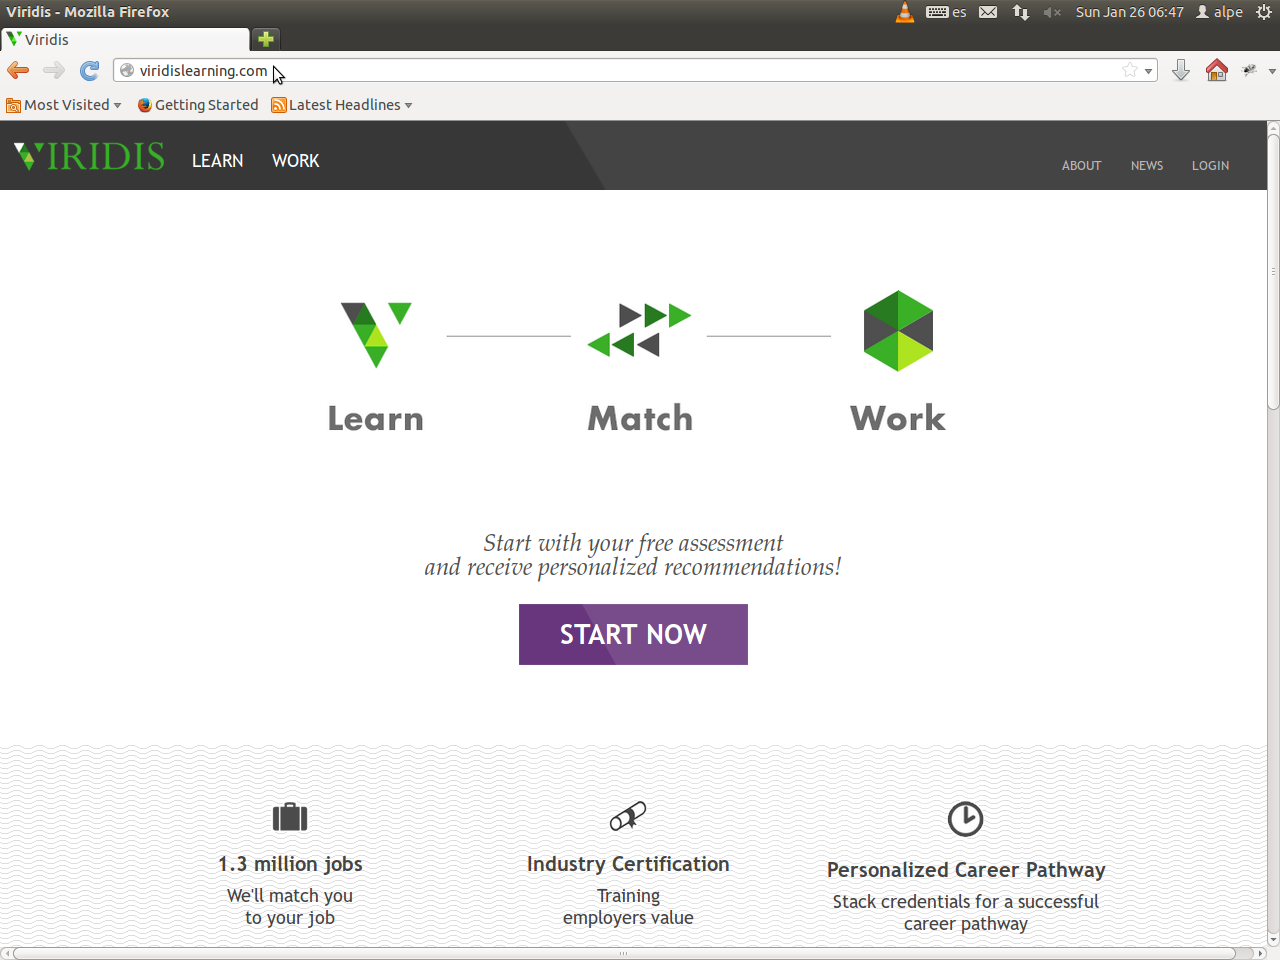 Viridis - Mozilla Firefox
es
Sun Jan 26 06:47
alpe
Viridis
viridislearning.com
Most Visited
Getting Started
Latest Headlines
VIRIDIS
LEARN
WORK
ABOUT
NEWS
LOGIN
Learn
Match
Work
Start with your free assessment
and receive personalized recommendations!
START NOW
1.3 million jobs
We'll match you
to your job
Industry Certification
Training
employers value
Personalized Career Pathway
Stack credentials for a successful
career pathway